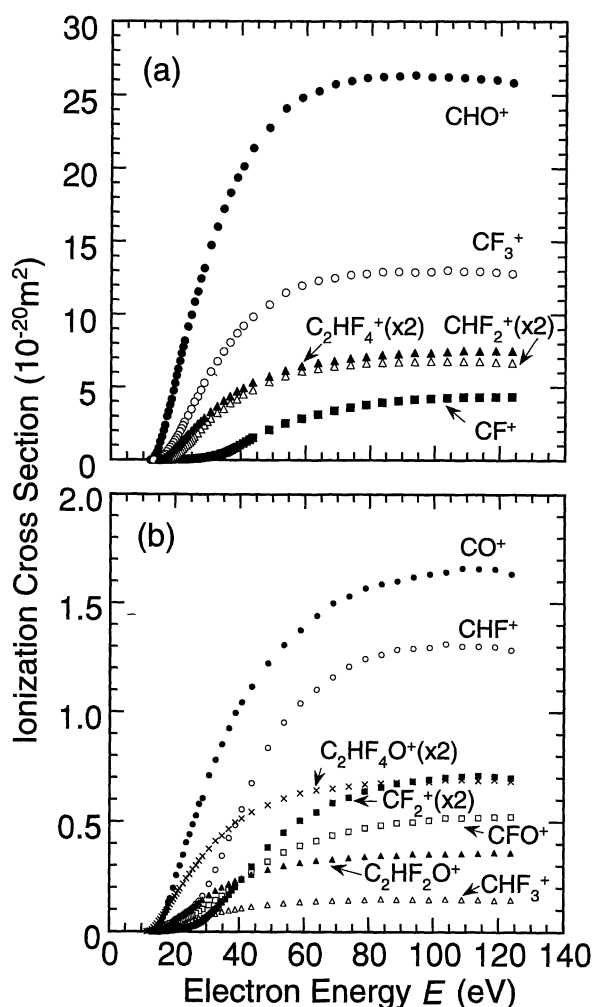 30
(a)
25
CHO⁺
20
15
CF₃⁺
C₂HF₄⁺(x2) CHF₂⁺(x2)
10
5
CF⁺
0
Ionization Cross Section (10⁻²⁰m²)
2.0
(b)
CO⁺
1.5
CHF⁺
1.0
C₂HF₄O⁺(x2)
CF₂⁺(x2)
0.5
CFO⁺
C₂HF₂O⁺
CHF₃⁺
0
0 20 40 60 80 100 120 140
Electron Energy E (eV)